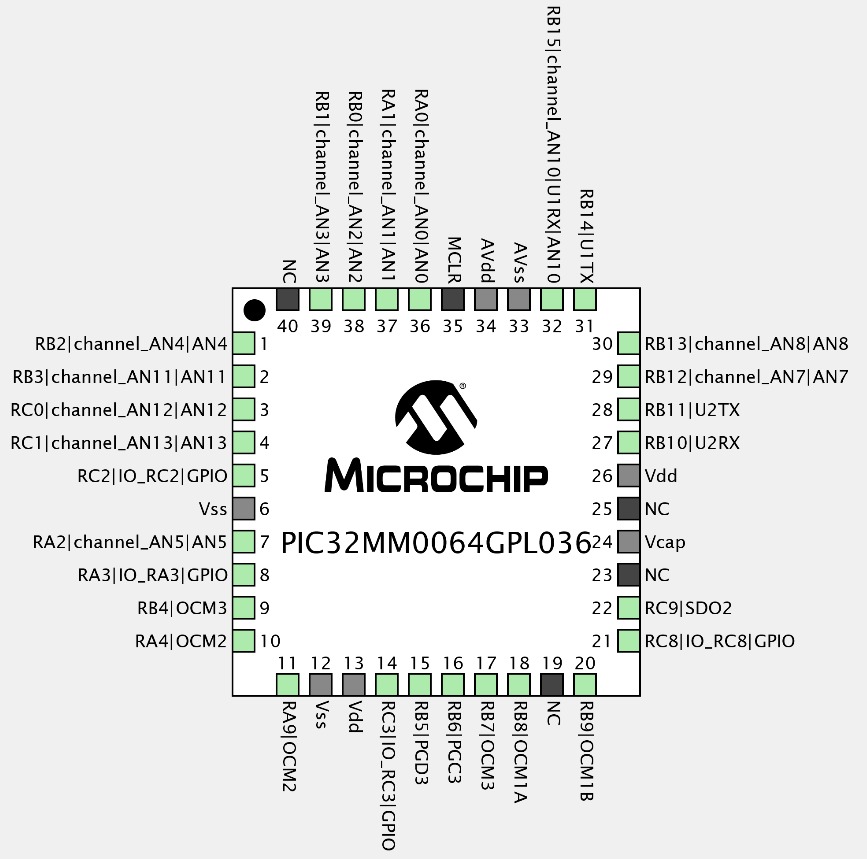 RB15|channel_AN10|U1RX|AN10
RB14|U1TX
RB1|channel_AN3|AN3
RB0|channel_AN2|AN2
RA1|channel_AN1|AN1
RA0|channel_AN0|AN0
NC
MCLR
AVdd
AVss
40 39 38 37 36 35 34 33 32 31
RB2|channel_AN4|AN4 1
30 RB13|channel_AN8|AN8
RB3|channel_AN11|AN11 2
29 RB12|channel_AN7|AN7
RC0|channel_AN12|AN12 3
28 RB11|U2TX
RC1|channel_AN13|AN13 4
27 RB10|U2RX
RC2|IO_RC2|GPIO 5
26 Vdd
MICROCHIP
®
Vss 6
25 NC
RA2|channel_AN5|AN5 7
PIC32MM0064GPL036
24 Vcap
RA3|IO_RA3|GPIO 8
23 NC
RB4|OCM3 9
22 RC9|SDO2
RA4|OCM2 10
21 RC8|IO_RC8|GPIO
11 12 13 14 15 16 17 18 19 20
RA9|OCM2
Vss
Vdd
RC3|IO_RC3|GPIO
RB5|PGD3
RB6|PGC3
RB7|OCM3
RB8|OCM1A
NC
RB9|OCM1B